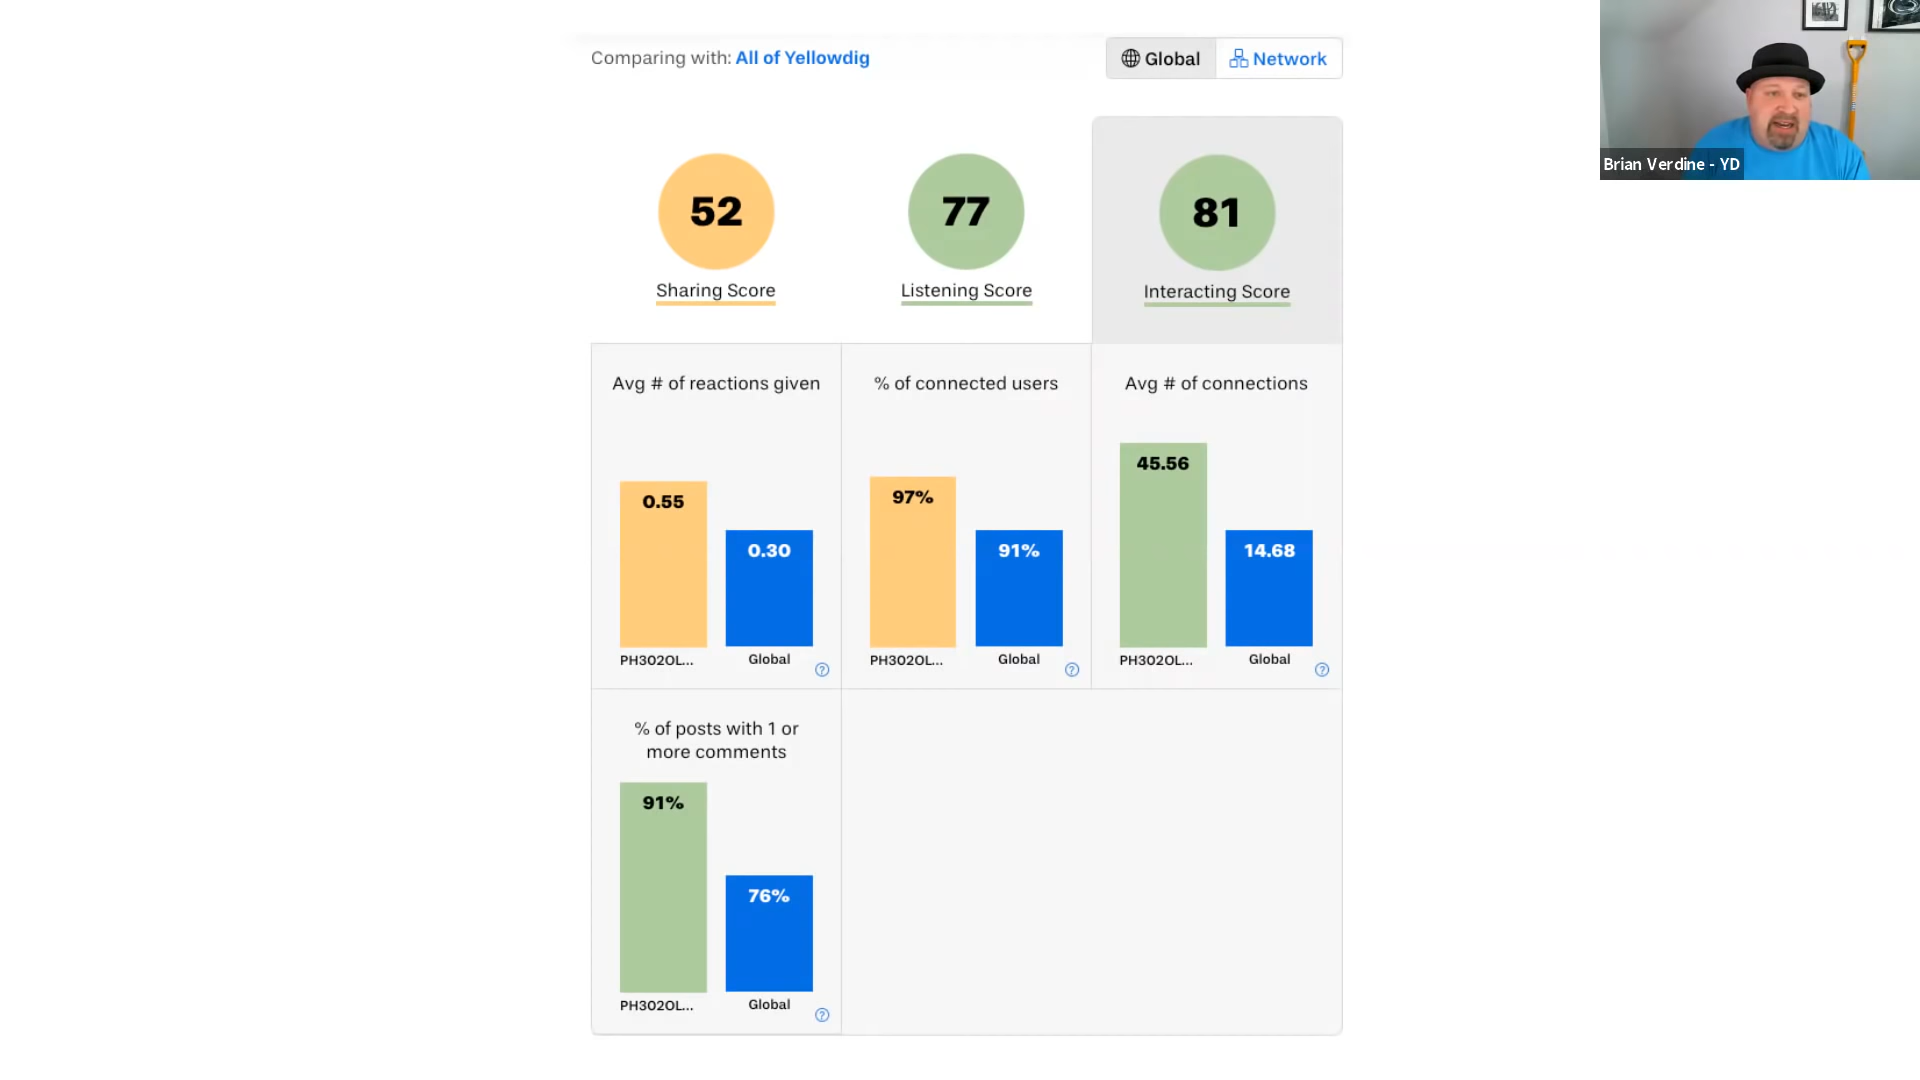 Comparing with: All of Yellowdig
Global
Network
Brian Verdine - YD
52
77
81
Sharing Score
Listening Score
Interacting Score
Avg # of reactions given
0.55
0.30
PH302OL...
Global
% of connected users
97%
91%
PH302OL...
Global
Avg # of connections
45.56
14.68
PH302OL...
Global
% of posts with 1 or
more comments
91%
76%
PH302OL...
Global